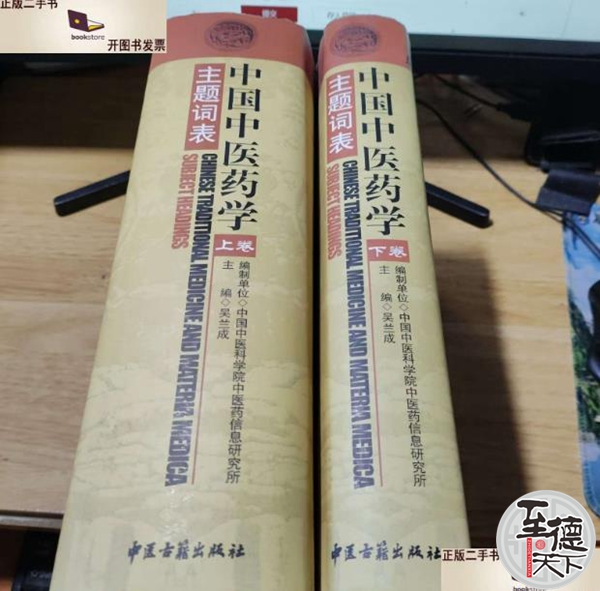 正版二手书
bookstore
开图书发票
中国中医药学
主题词表
CHINESE TRADITIONAL MEDICINE AND MATERIA MEDICA
SUBJECT HEADINGS
上卷
编制单位◇中国中医科学院中医药信息研究所
主 编◇吴兰成
中医古籍出版社
中国中医药学
主题词表
CHINESE TRADITIONAL MEDICINE AND MATERIA MEDICA
SUBJECT HEADINGS
下卷
编制单位◇中国中医科学院中医药信息研究所
主 编◇吴兰成
中医古籍出版社
至德
天下
正版二手书
bookstore